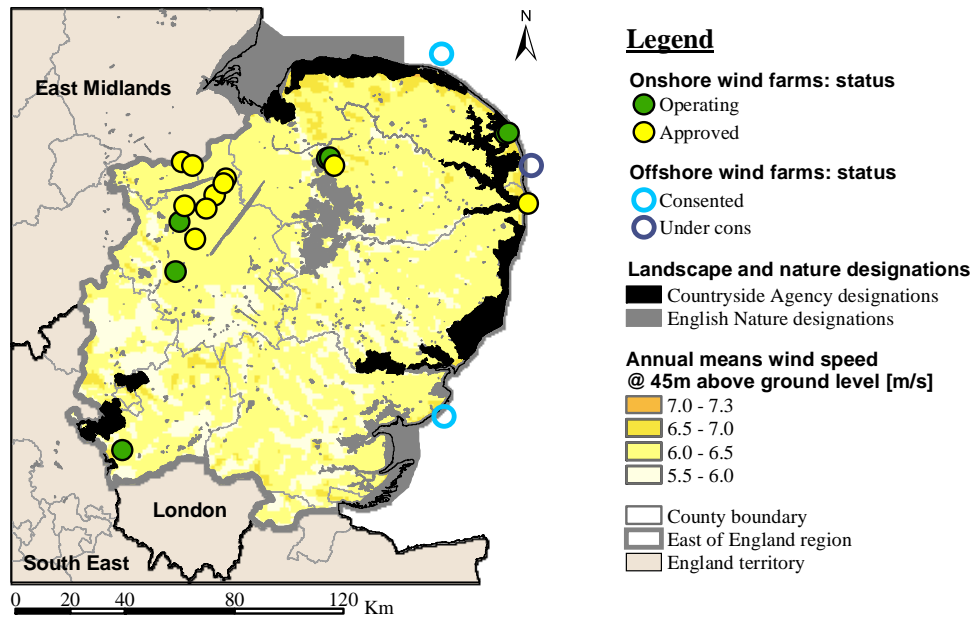 N
East Midlands
London
South East
0 20 40 80 120 Km
Legend
Onshore wind farms: status
Operating
Approved
Offshore wind farms: status
Consented
Under cons
Landscape and nature designations
Countryside Agency designations
English Nature designations
Annual means wind speed
@ 45m above ground level [m/s]
7.0 - 7.3
6.5 - 7.0
6.0 - 6.5
5.5 - 6.0
County boundary
East of England region
England territory